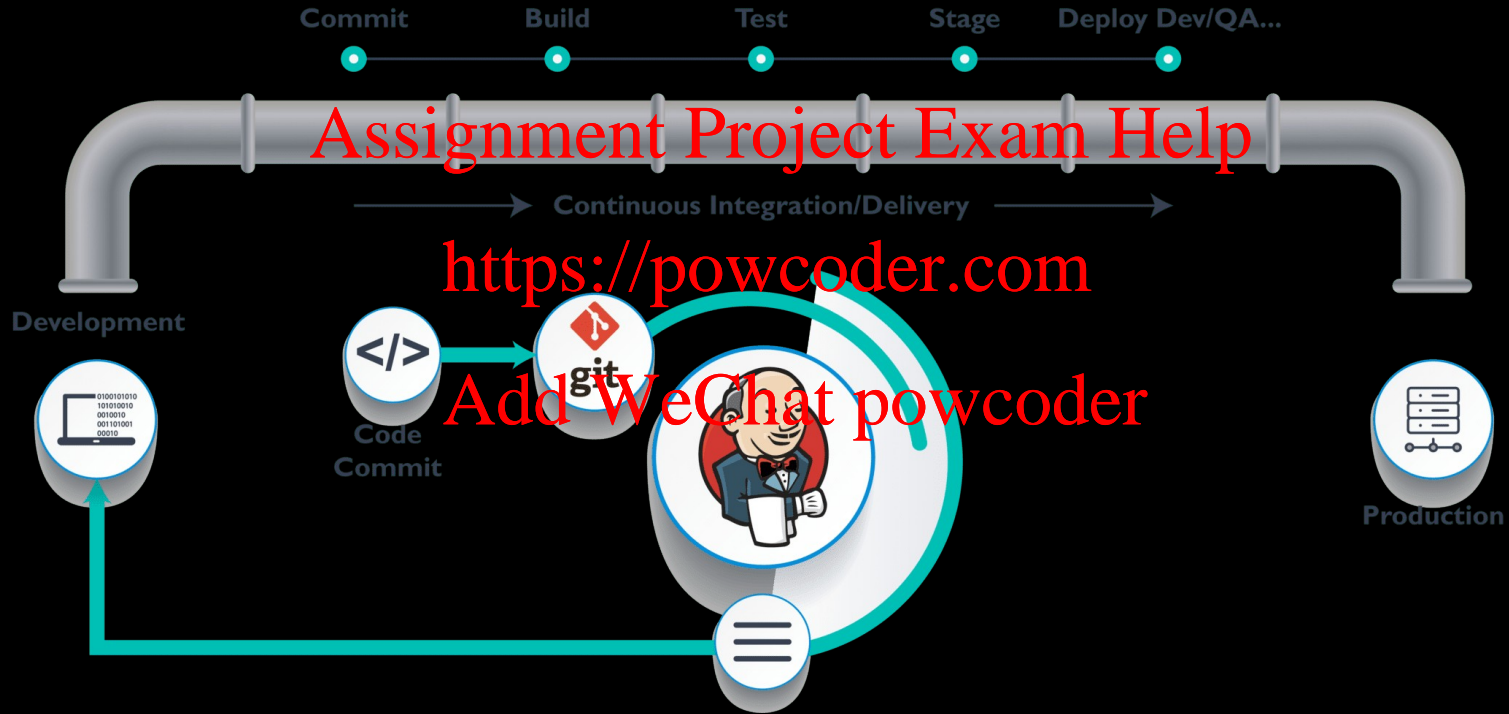 Commit Build Test Stage Deploy Dev/QA...
Assignment Project Exam Help
Continuous Integration/Delivery
https://powcoder.com
Development
</>
git
0100101010
101010010
0010010
001101001
00010
Add WeChat powcoder
Code
Commit
Production